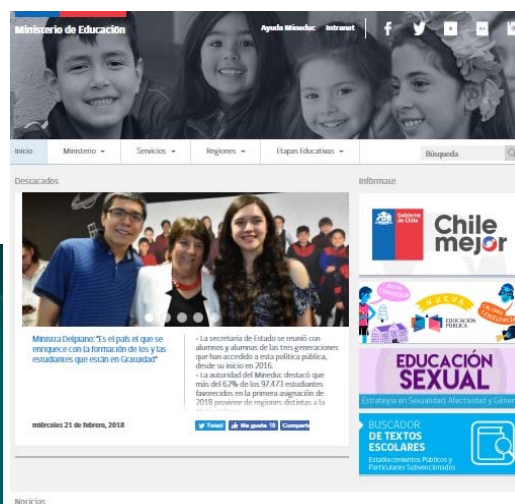 Ministerio de Educación
Ayuda Mineduc Intranet
Inicio Ministerio Servicios Regiones Etapas Educativas Búsqueda
Destacados
Ministra Delpiano: "Es el país el que se
enriquece con la formación de los y las
estudiantes que están en Gratuidad"
miércoles 21 de febrero, 2018
- La secretaria de Estado se reunió con
alumnos y alumnas de las tres generaciones
que han accedido a esta política pública,
desde su inicio en 2016.
- La autoridad del Mineduc destacó que
más del 62% de los 97.473 estudiantes
favorecidos en la primera asignación de
2018 proviene de regiones distintas a la
Tweet Me gusta 18 Compartir
Infórmate
Gobierno
de Chile
Chile
mejor
NUEVA
EDUCACIÓN
PÚBLICA
EDUCACIÓN
SEXUAL
Estrategia en Sexualidad, Afectividad y Género
BUSCADOR
DE TEXTOS
ESCOLARES
Establecimientos Públicos y
Particulares Subvencionados
Noticias